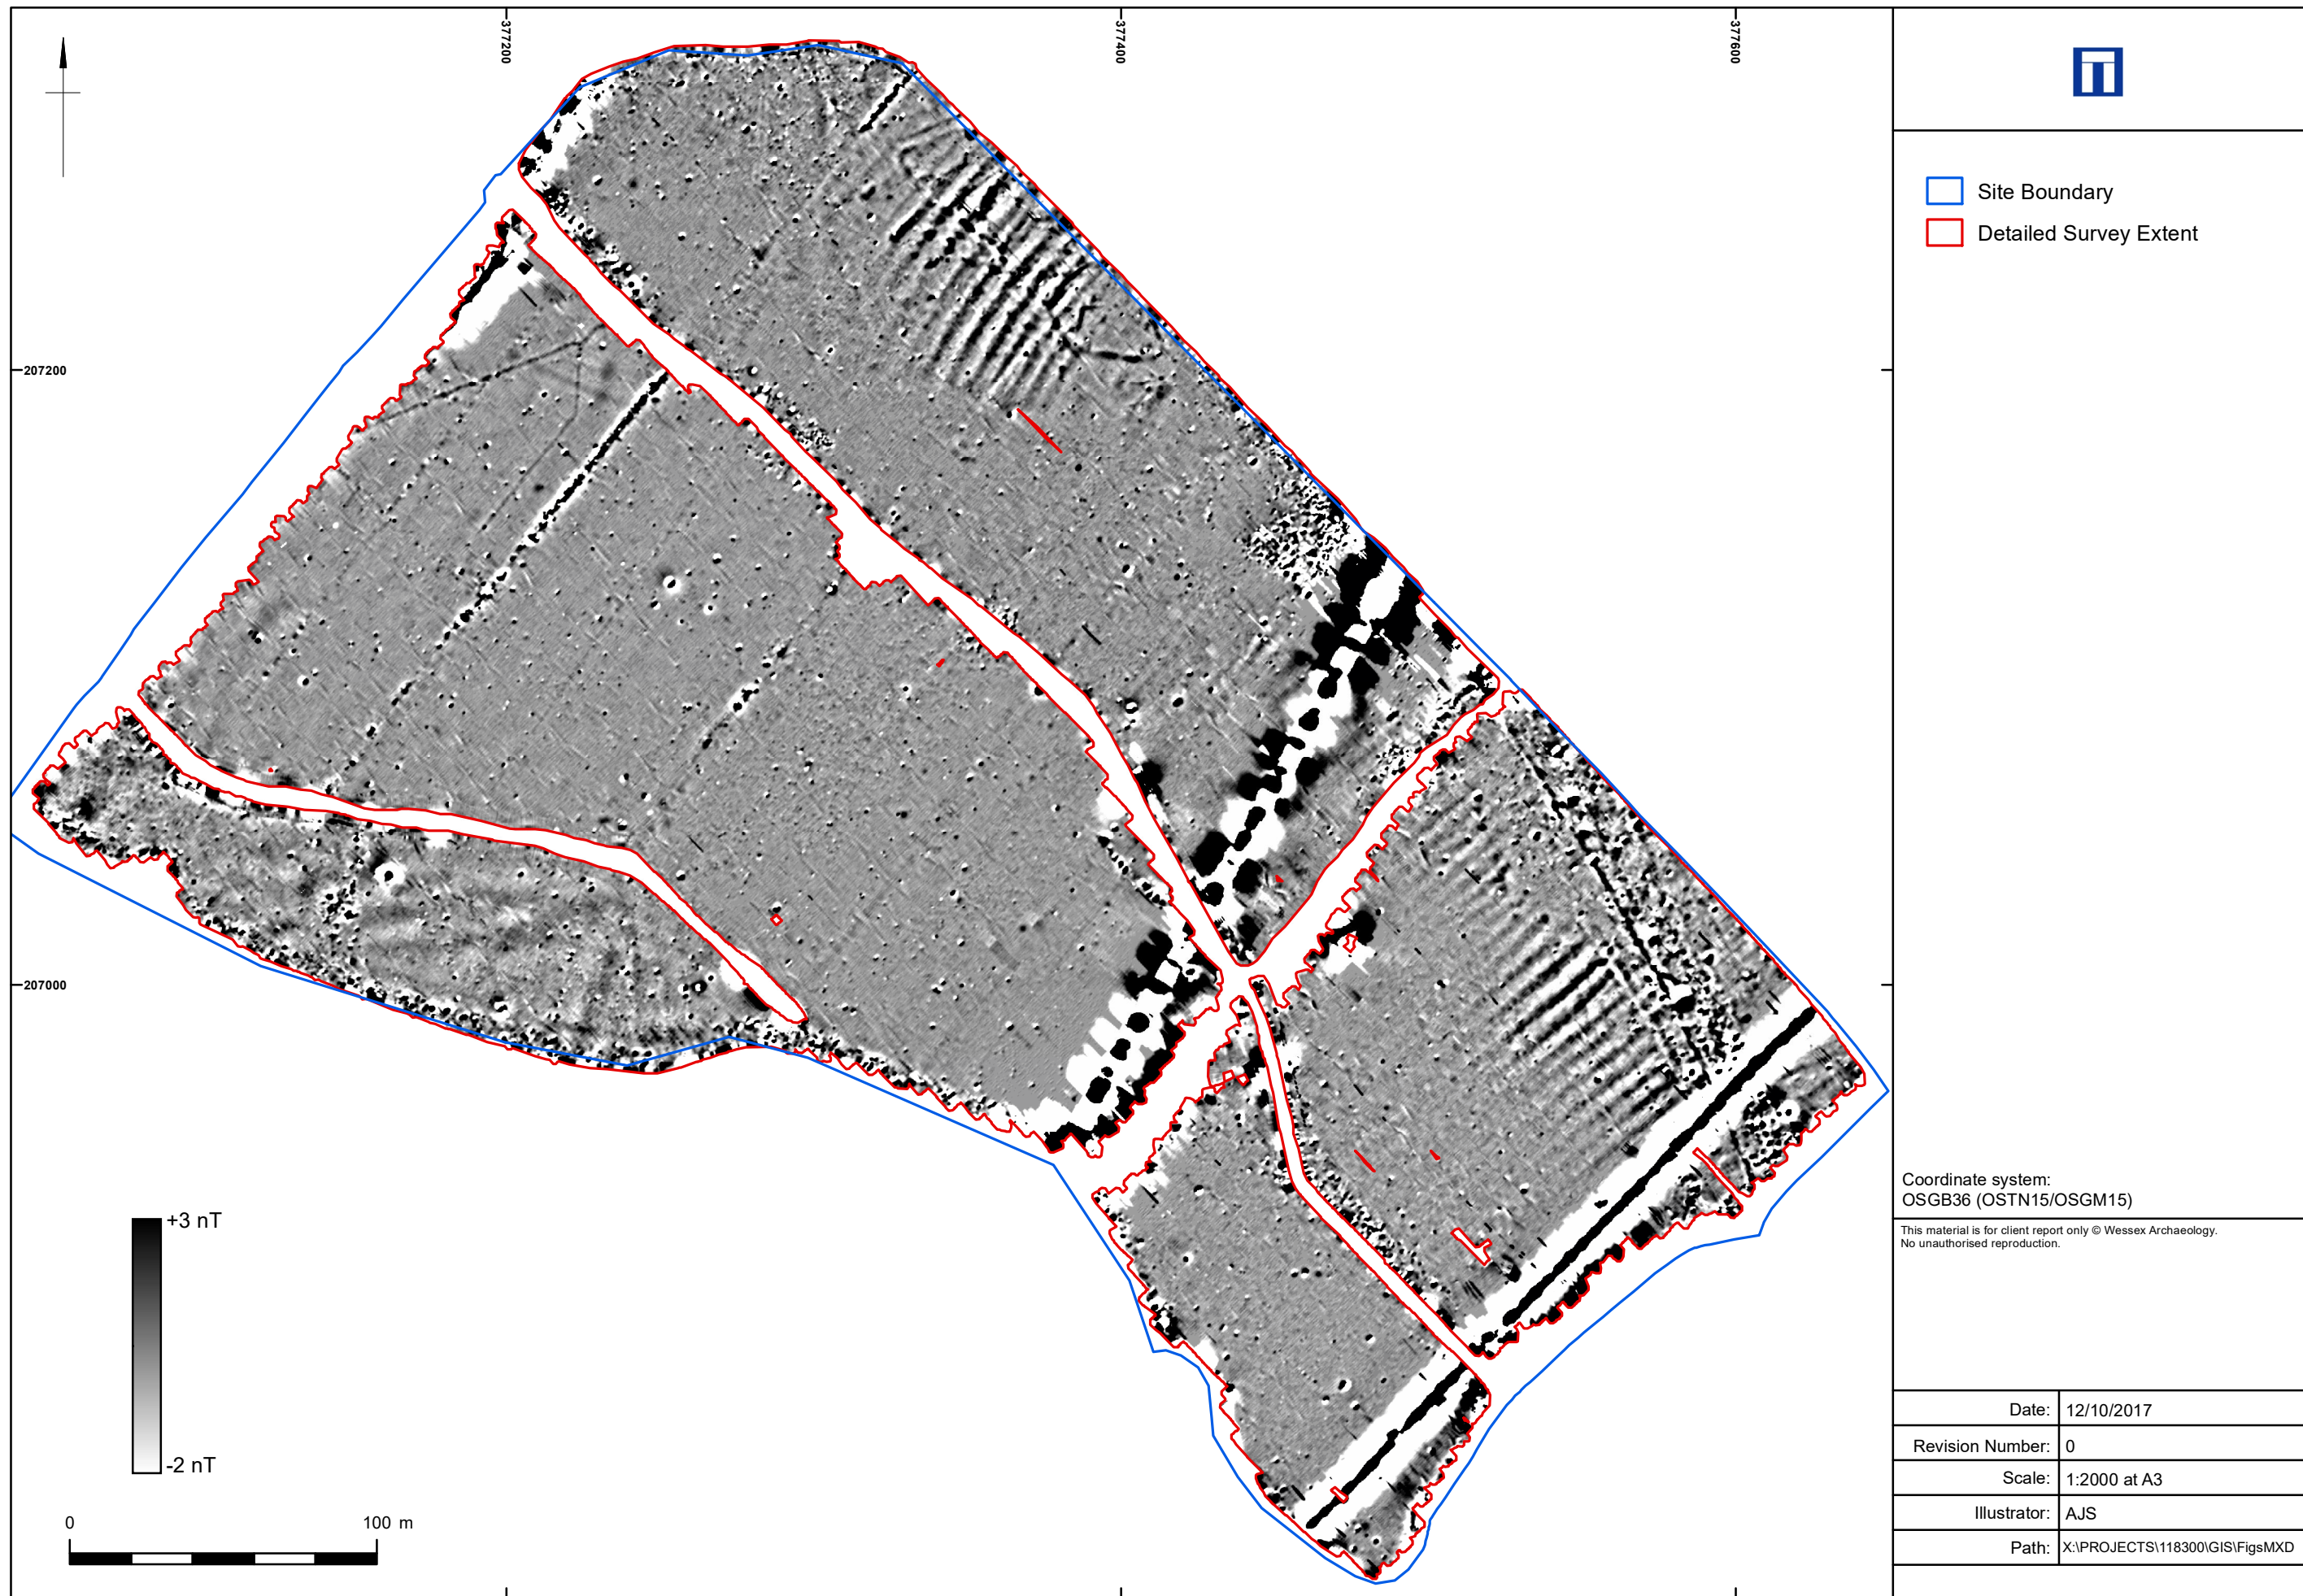 377200
377400
377600
207200
207000
Site Boundary
Detailed Survey Extent
+3 nT
-2 nT
0 100 m
Coordinate system:
OSGB36 (OSTN15/OSGM15)
This material is for client report only © Wessex Archaeology.
No unauthorised reproduction.
Date: 12/10/2017
Revision Number: 0
Scale: 1:2000 at A3
Illustrator: AJS
Path: X:\PROJECTS\118300\GIS\FigsMXD